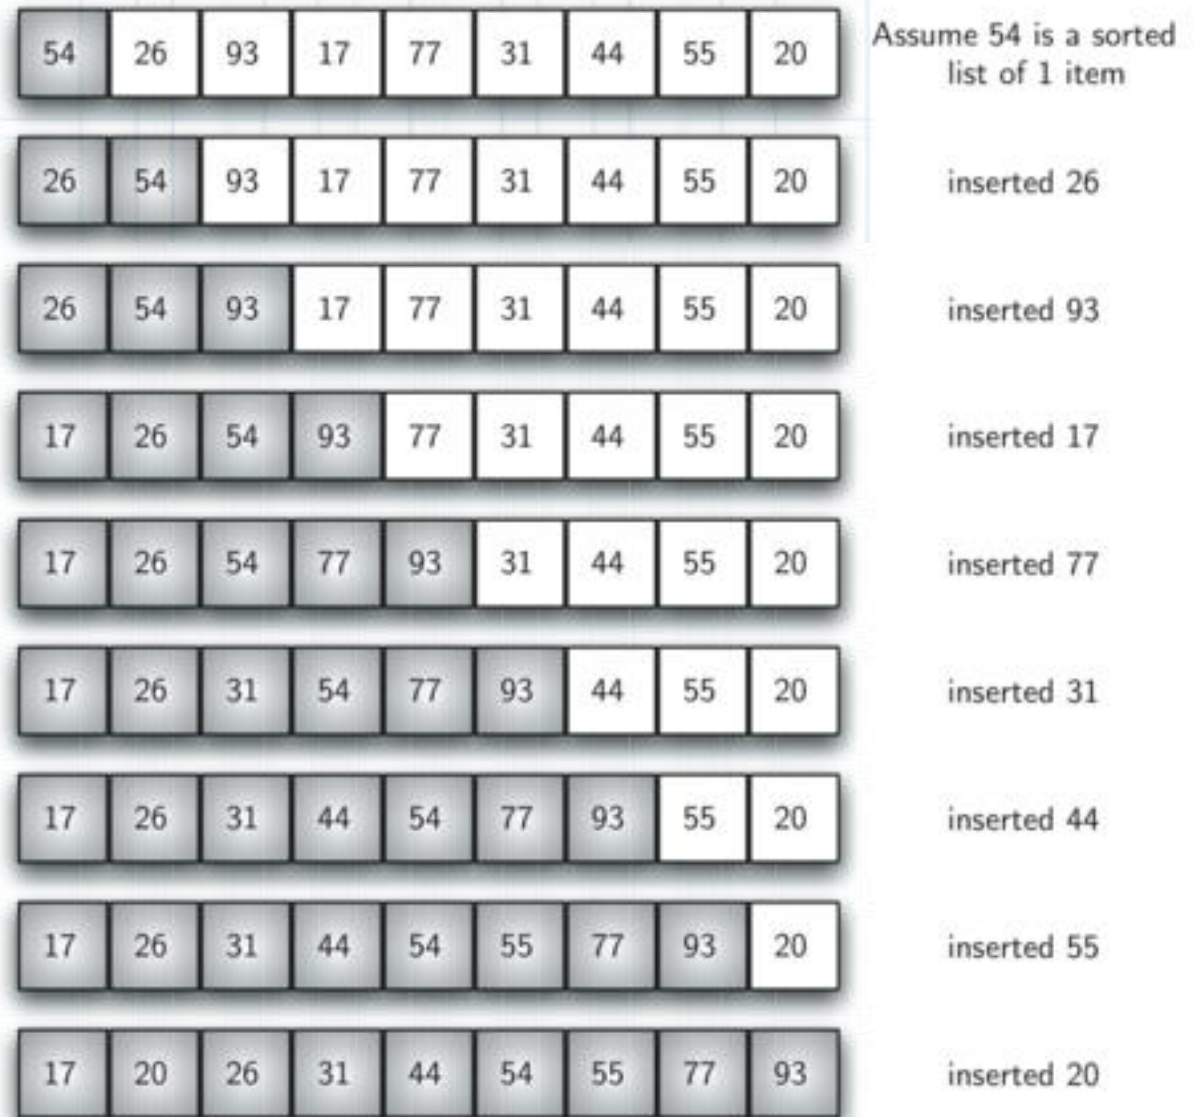 54 26 93 17 77 31 44 55 20 Assume 54 is a sorted
list of 1 item
26 54 93 17 77 31 44 55 20 inserted 26
26 54 93 17 77 31 44 55 20 inserted 93
17 26 54 93 77 31 44 55 20 inserted 17
17 26 54 77 93 31 44 55 20 inserted 77
17 26 31 54 77 93 44 55 20 inserted 31
17 26 31 44 54 77 93 55 20 inserted 44
17 26 31 44 54 55 77 93 20 inserted 55
17 20 26 31 44 54 55 77 93 inserted 20